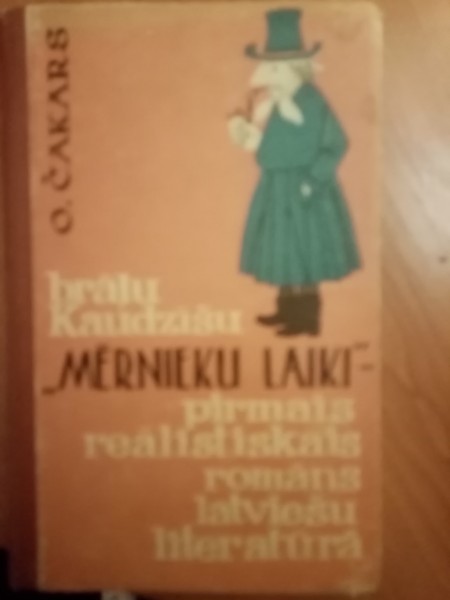 O. ČAKARS
brāļu
Kaudzīšu
„MĒRNIEKU LAIKI"-
pirmais
reālistiskais
romāns
latviešu
literatūrā